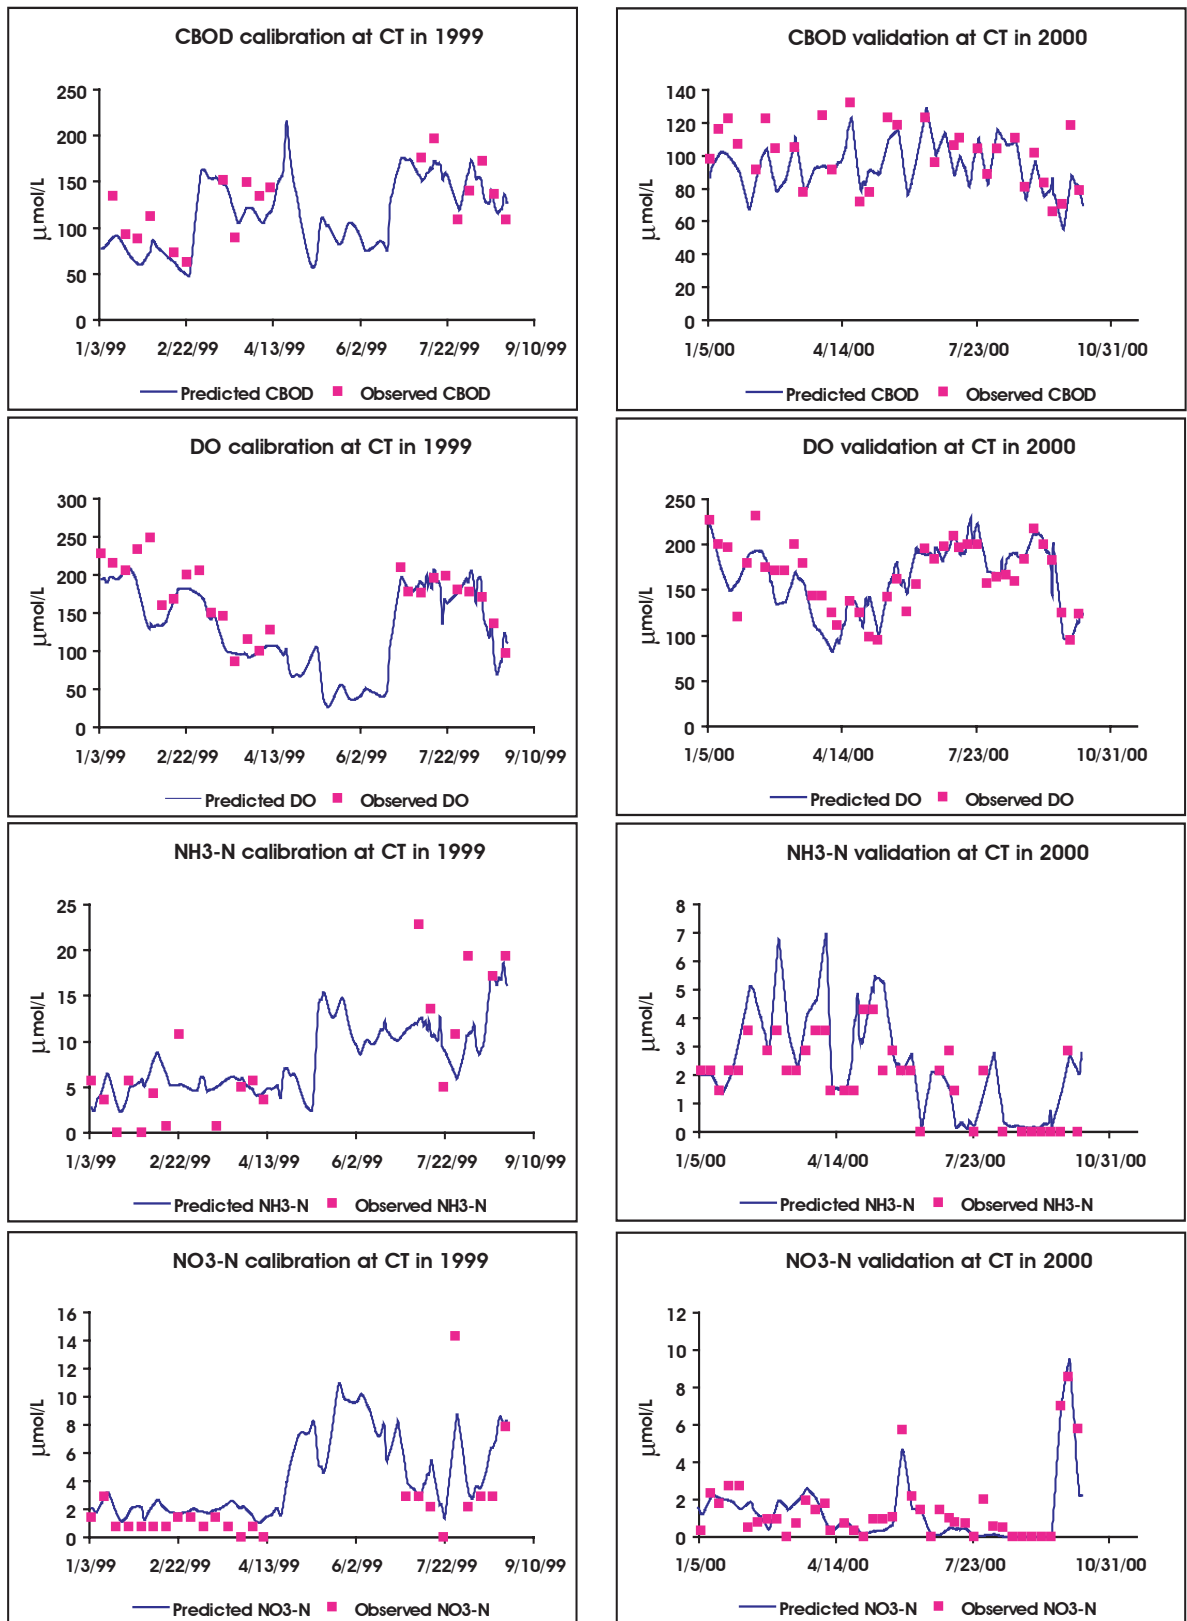 CBOD calibration at CT in 1999
250
200
150
100
50
0
µmol/L
1/3/99 2/22/99 4/13/99 6/2/99 7/22/99 9/10/99
Predicted CBOD Observed CBOD
CBOD validation at CT in 2000
140
120
100
80
60
40
20
0
µmol/L
1/5/00 4/14/00 7/23/00 10/31/00
Predicted CBOD Observed CBOD
DO calibration at CT in 1999
300
250
200
150
100
50
0
µmol/L
1/3/99 2/22/99 4/13/99 6/2/99 7/22/99 9/10/99
Predicted DO Observed DO
DO validation at CT in 2000
250
200
150
100
50
0
µmol/L
1/5/00 4/14/00 7/23/00 10/31/00
Predicted DO Observed DO
NH3-N calibration at CT in 1999
25
20
15
10
5
0
µmol/L
1/3/99 2/22/99 4/13/99 6/2/99 7/22/99 9/10/99
Predicted NH3-N Observed NH3-N
NH3-N validation at CT in 2000
8
7
6
5
4
3
2
1
0
µmol/L
1/5/00 4/14/00 7/23/00 10/31/00
Predicted NH3-N Observed NH3-N
NO3-N calibration at CT in 1999
16
14
12
10
8
6
4
2
0
µmol/L
1/3/99 2/22/99 4/13/99 6/2/99 7/22/99 9/10/99
Predicted NO3-N Observed NO3-N
NO3-N validation at CT in 2000
12
10
8
6
4
2
0
µmol/L
1/5/00 4/14/00 7/23/00 10/31/00
Predicted NO3-N Observed NO3-N